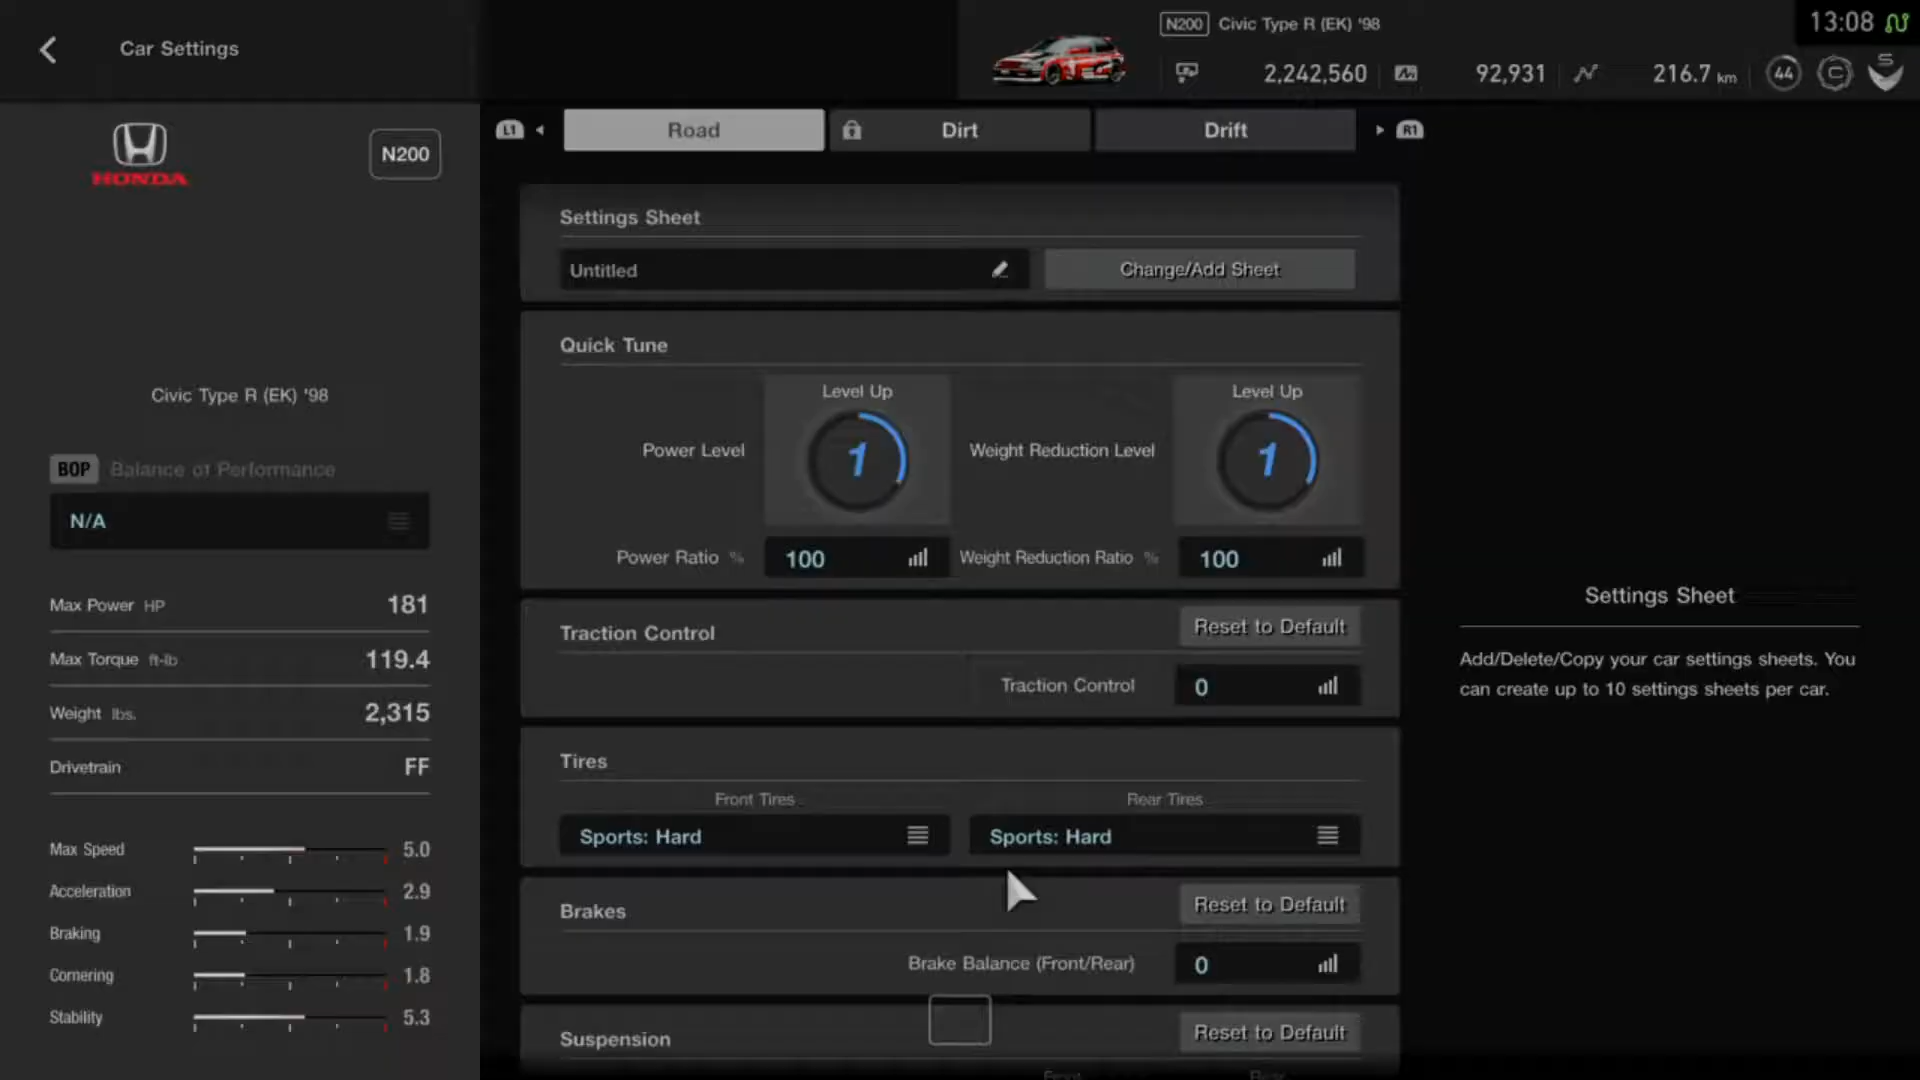 Car Settings
N200 Civic Type R (EK) '98
2,242,560
92,931
216.7 km
44
C
S
13:08
HONDA
N200
Civic Type R (EK) '98
BOP Balance of Performance
N/A
Max Power HP 181
Max Torque ft-lb 119.4
Weight lbs. 2,315
Drivetrain FF
Max Speed 5.0
Acceleration 2.9
Braking 1.9
Cornering 1.8
Stability 5.3
L1 Road Dirt Drift R1
Settings Sheet
Untitled Change/Add Sheet
Quick Tune
Level Up Level Up
Power Level 1 Weight Reduction Level 1
Power Ratio % 100 Weight Reduction Ratio % 100
Traction Control Reset to Default
Traction Control 0
Tires
Front Tires Rear Tires
Sports: Hard Sports: Hard
Brakes Reset to Default
Brake Balance (Front/Rear) 0
Suspension Reset to Default
Front Rear
Settings Sheet
Add/Delete/Copy your car settings sheets. You
can create up to 10 settings sheets per car.